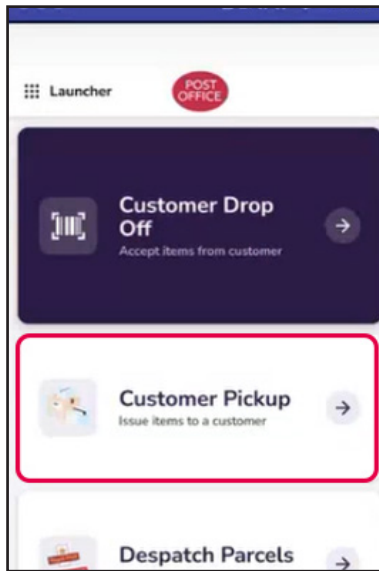 Launcher
POST
OFFICE
Customer Drop
Off
Accept items from customer
Customer Pickup
Issue items to a customer
Despatch Parcels